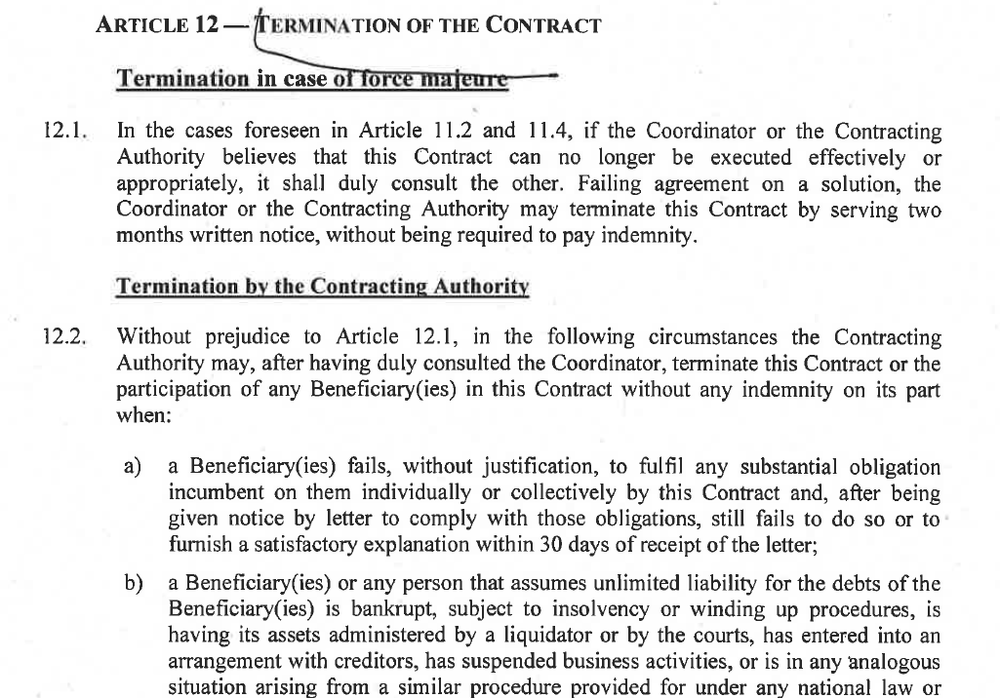 ARTICLE 12 — TERMINATION OF THE CONTRACT
Termination in case of force majeure
12.1. In the cases foreseen in Article 11.2 and 11.4, if the Coordinator or the Contracting
Authority believes that this Contract can no longer be executed effectively or
appropriately, it shall duly consult the other. Failing agreement on a solution, the
Coordinator or the Contracting Authority may terminate this Contract by serving two
months written notice, without being required to pay indemnity.
Termination by the Contracting Authority
12.2. Without prejudice to Article 12.1, in the following circumstances the Contracting
Authority may, after having duly consulted the Coordinator, terminate this Contract or the
participation of any Beneficiary(ies) in this Contract without any indemnity on its part
when:
a) a Beneficiary(ies) fails, without justification, to fulfil any substantial obligation
incumbent on them individually or collectively by this Contract and, after being
given notice by letter to comply with those obligations, still fails to do so or to
furnish a satisfactory explanation within 30 days of receipt of the letter;
b) a Beneficiary(ies) or any person that assumes unlimited liability for the debts of the
Beneficiary(ies) is bankrupt, subject to insolvency or winding up procedures, is
having its assets administered by a liquidator or by the courts, has entered into an
arrangement with creditors, has suspended business activities, or is in any analogous
situation arising from a similar procedure provided for under any national law or